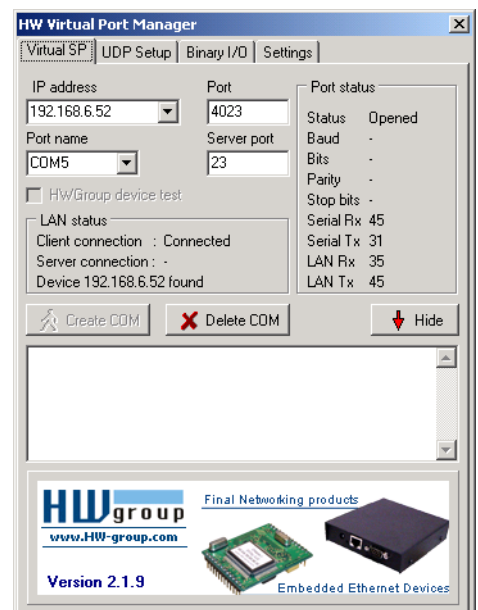 HW Virtual Port Manager
Virtual SP UDP Setup Binary I/O Settings
IP address Port Port status
192.168.6.52 4023 Status Opened
Port name Server port Baud -
COM5 23 Bits -
HWGroup device test Parity -
Stop bits -
LAN status Serial Rx 45
Client connection : Connected Serial Tx 31
Server connection : - LAN Rx 35
Device 192.168.6.52 found LAN Tx 45
Create COM Delete COM Hide
HW group Final Networking products
www.HW-group.com
Version 2.1.9 Embedded Ethernet Devices